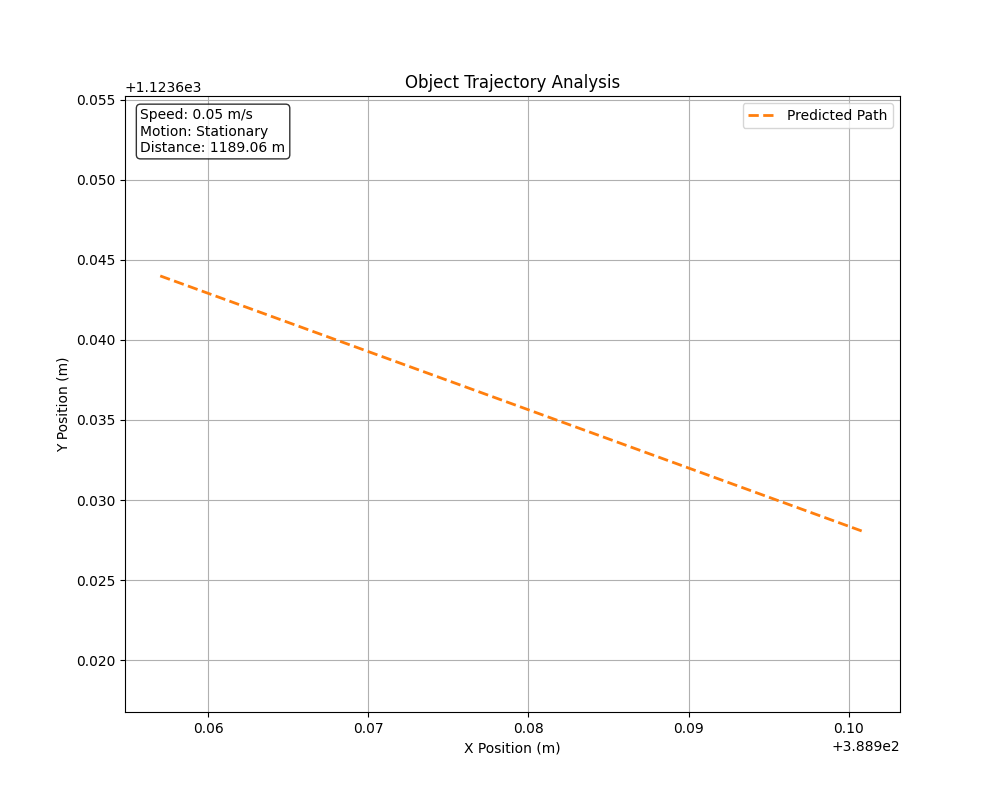 Object Trajectory Analysis
+1.1236e3
Speed: 0.05 m/s
Motion: Stationary
Distance: 1189.06 m
Predicted Path
0.055
0.050
0.045
0.040
0.035
0.030
0.025
0.020
Y Position (m)
0.06
0.07
0.08
0.09
0.10
X Position (m)
+3.889e2